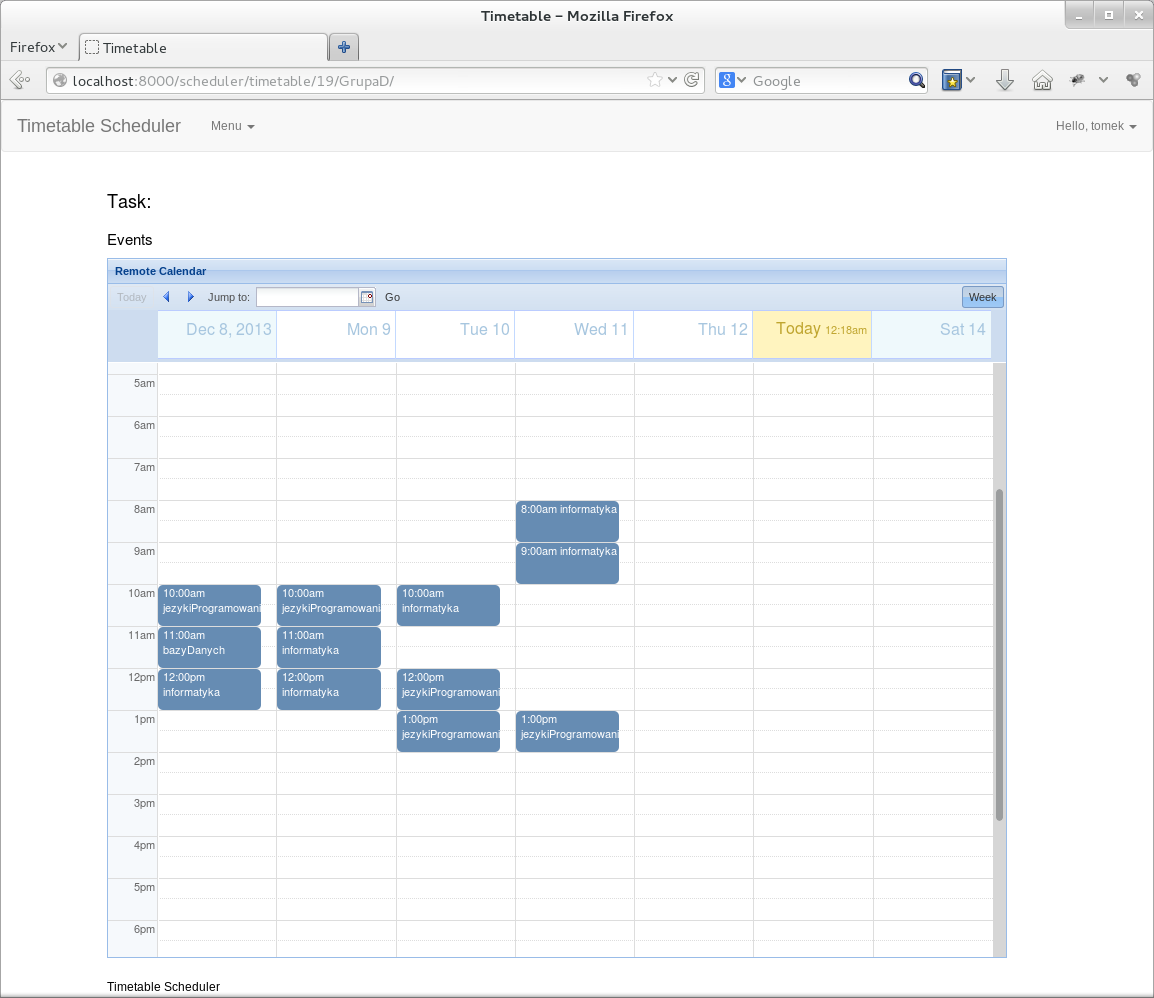 Timetable – Mozilla Firefox
Firefox
Timetable
localhost:8000/scheduler/timetable/19/GrupaD/
8
Google
Timetable Scheduler
Menu
Hello, tomek
Task:
Events
Remote Calendar
Today
Jump to:
Go
Week
Dec 8, 2013
Mon 9
Tue 10
Wed 11
Thu 12
Today 12:18am
Sat 14
5am
6am
7am
8am
8:00am informatyka
9am
9:00am informatyka
10am
10:00am
jezykiProgramowani
10:00am
jezykiProgramowani
10:00am
informatyka
11am
11:00am
bazyDanych
11:00am
informatyka
12pm
12:00pm
informatyka
12:00pm
informatyka
12:00pm
jezykiProgramowani
1pm
1:00pm
jezykiProgramowani
1:00pm
jezykiProgramowani
2pm
3pm
4pm
5pm
6pm
Timetable Scheduler